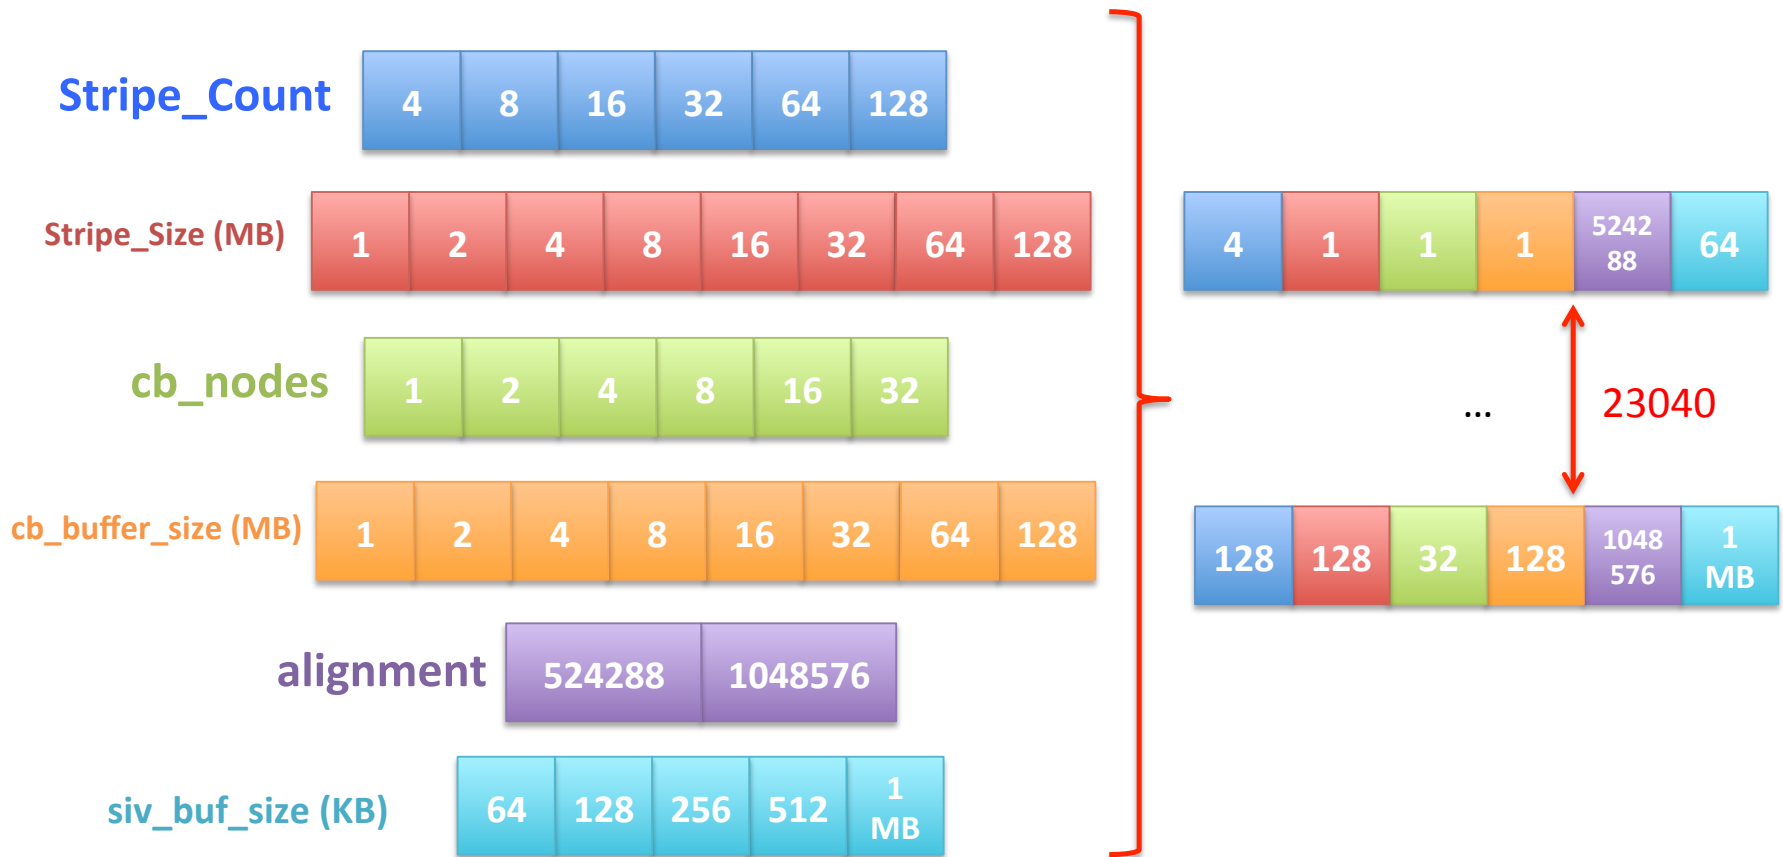 Stripe_Count 4 8 16 32 64 128
Stripe_Size (MB) 1 2 4 8 16 32 64 128
cb_nodes 1 2 4 8 16 32
cb_buffer_size (MB) 1 2 4 8 16 32 64 128
alignment 524288 1048576
siv_buf_size (KB) 64 128 256 512 1
MB
4 1 1 1 5242 64
88
... 23040
128 128 32 128 1048 1
576 MB